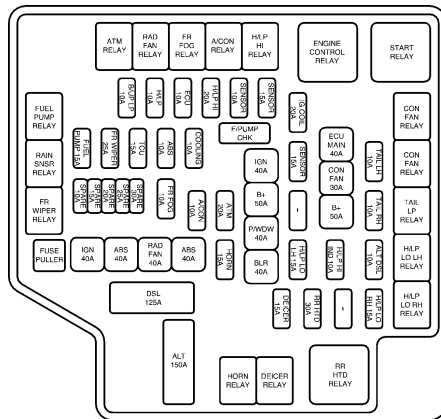 ATM RELAY
RAD FAN RELAY
FR FOG RELAY
A/CON RELAY
H/LP HI RELAY
ENGINE CONTROL RELAY
START RELAY
B/UP LP 10A
H/LP 10A
ECU 10A
H/LP HI 20A
SENSOR 10A
SENSOR 15A
IG COIL 20A
FUEL PUMP RELAY
CON FAN RELAY
F/PUMP CHK
FUEL PUMP 15A
FR WIPER 25A
TCU 15A
ABS 10A
COOLING 10A
ECU MAIN 40A
RAIN SNSR RELAY
IGN 40A
SENSOR 15A
CON FAN 30A
TAIL LH 10A
CON FAN RELAY
SPARE 10A
SPARE 15A
SPARE 20A
SPARE 25A
SPARE 30A
FR FOG 10A
A/CON 10A
ATM 20A
B+ 50A
-
B+ 50A
TAIL RH 10A
FR WIPER RELAY
TAIL LP RELAY
P/WDW 40A
FUSE PULLER
IGN 40A
ABS 40A
RAD FAN 40A
ABS 40A
HORN 15A
BLR 40A
H/LP LO LH 15A
H/LP HI IND 10A
ALT DSL 10A
H/LP LO LH RELAY
DSL 125A
DEICER 15A
RR HTD 30A
-
H/LP LO RH 15A
H/LP LO RH RELAY
ALT 150A
HORN RELAY
DEICER RELAY
RR HTD RELAY